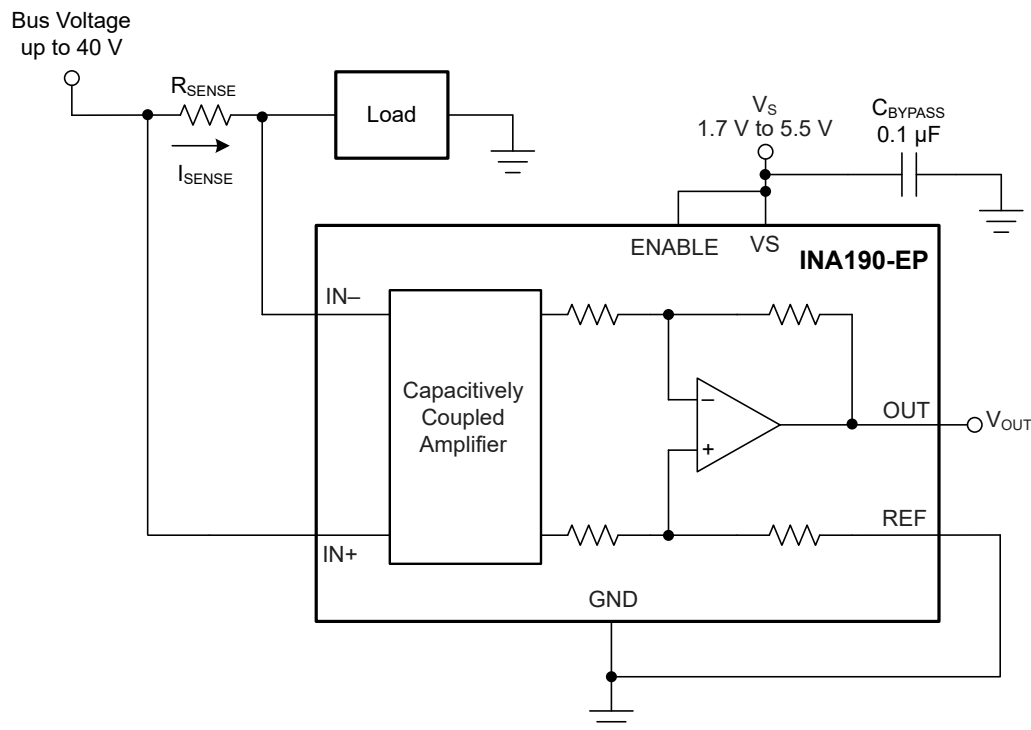 Bus Voltage
up to 40 V
RSENSE
ISENSE
Load
VS
1.7 V to 5.5 V
CBYPASS
0.1 µF
ENABLE
VS
INA190-EP
IN–
Capacitively
Coupled
Amplifier
–
+
OUT
VOUT
REF
IN+
GND